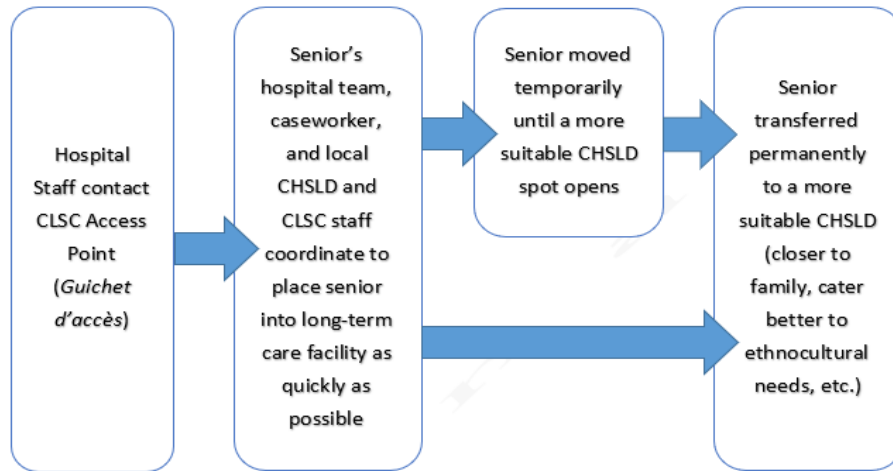 Hospital
Staff contact
CLSC Access
Point
(Guichet
d’accès)
Senior’s
hospital team,
caseworker,
and local
CHSLD and
CLSC staff
coordinate to
place senior
into long-term
care facility as
quickly as
possible
Senior moved
temporarily
until a more
suitable CHSLD
spot opens
Senior
transferred
permanently
to a more
suitable CHSLD
(closer to
family, cater
better to
ethnocultural
needs, etc.)